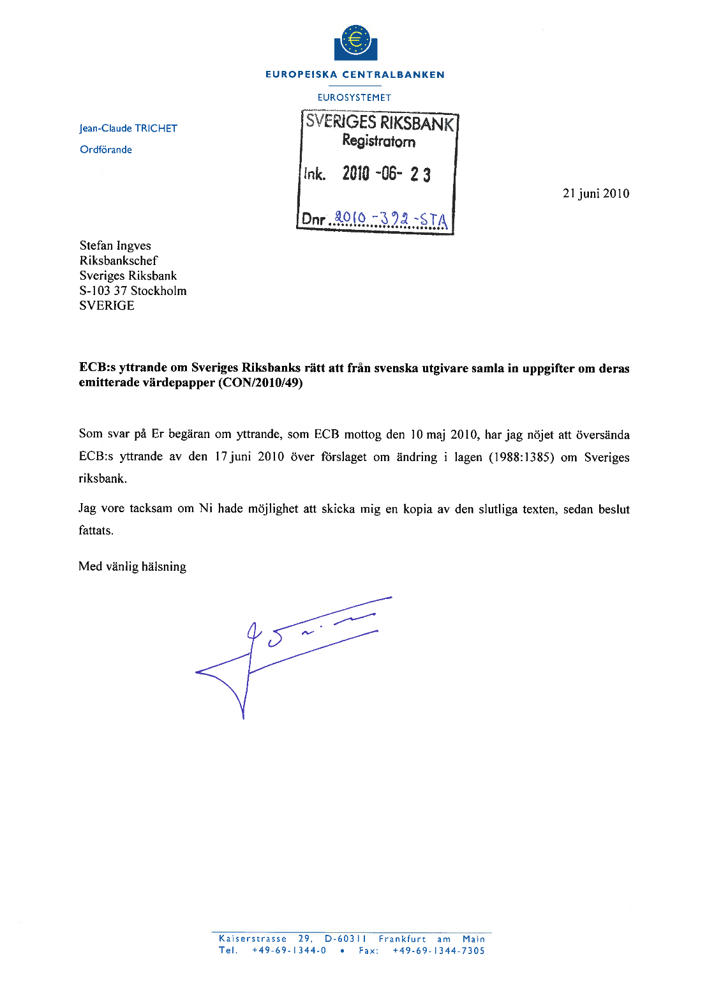 EUROPEISKA CENTRALBANKEN
EUROSYSTEMET
Jean-Claude TRICHET
Ordförande
SVERIGES RIKSBANK
Registratorn
Ink. 2010 -06- 23
Dnr. 2010 -392 -STA
21 juni 2010
Stefan Ingves
Riksbankschef
Sveriges Riksbank
S-103 37 Stockholm
SVERIGE
ECB:s yttrande om Sveriges Riksbanks rätt att från svenska utgivare samla in uppgifter om deras
emitterade värdepapper (CON/2010/49)
Som svar på Er begäran om yttrande, som ECB mottog den 10 maj 2010, har jag nöjet att översända
ECB:s yttrande av den 17 juni 2010 över förslaget om ändring i lagen (1988:1385) om Sveriges
riksbank.
Jag vore tacksam om Ni hade möjlighet att skicka mig en kopia av den slutliga texten, sedan beslut
fattats.
Med vänlig hälsning
Kaiserstrasse 29, D-60311 Frankfurt am Main
Tel. +49-69-1344-0 • Fax: +49-69-1344-7305